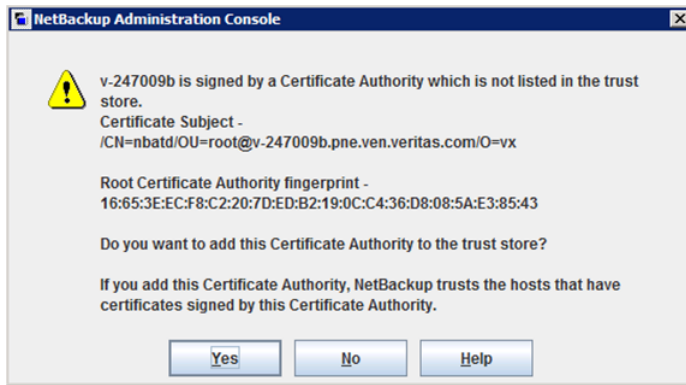 NetBackup Administration Console
v-247009b is signed by a Certificate Authority which is not listed in the trust
store.
Certificate Subject -
/CN=nbatd/OU=root@v-247009b.pne.ven.veritas.com/O=vx
Root Certificate Authority fingerprint -
16:65:3E:EC:F8:C2:20:7D:ED:B2:19:0C:C4:36:D8:08:5A:E3:85:43
Do you want to add this Certificate Authority to the trust store?
If you add this Certificate Authority, NetBackup trusts the hosts that have
certificates signed by this Certificate Authority.
Yes No Help